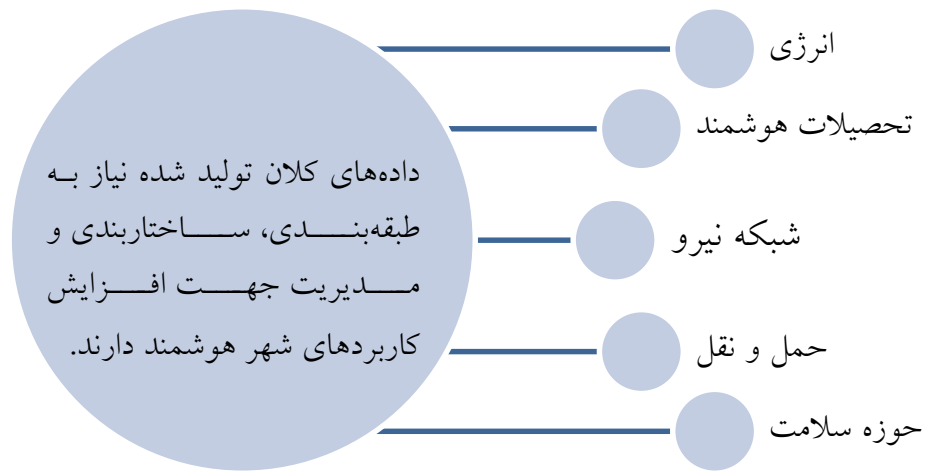 انرژی
تحصیلات هوشمند
شبکه نیرو
حمل و نقل
حوزه سلامت
داده‌های کلان تولید شده نیاز به
طبقه‌بندی، ساختاربندی و
مدیریت جهت افزایش
کاربردهای شهر هوشمند دارند.